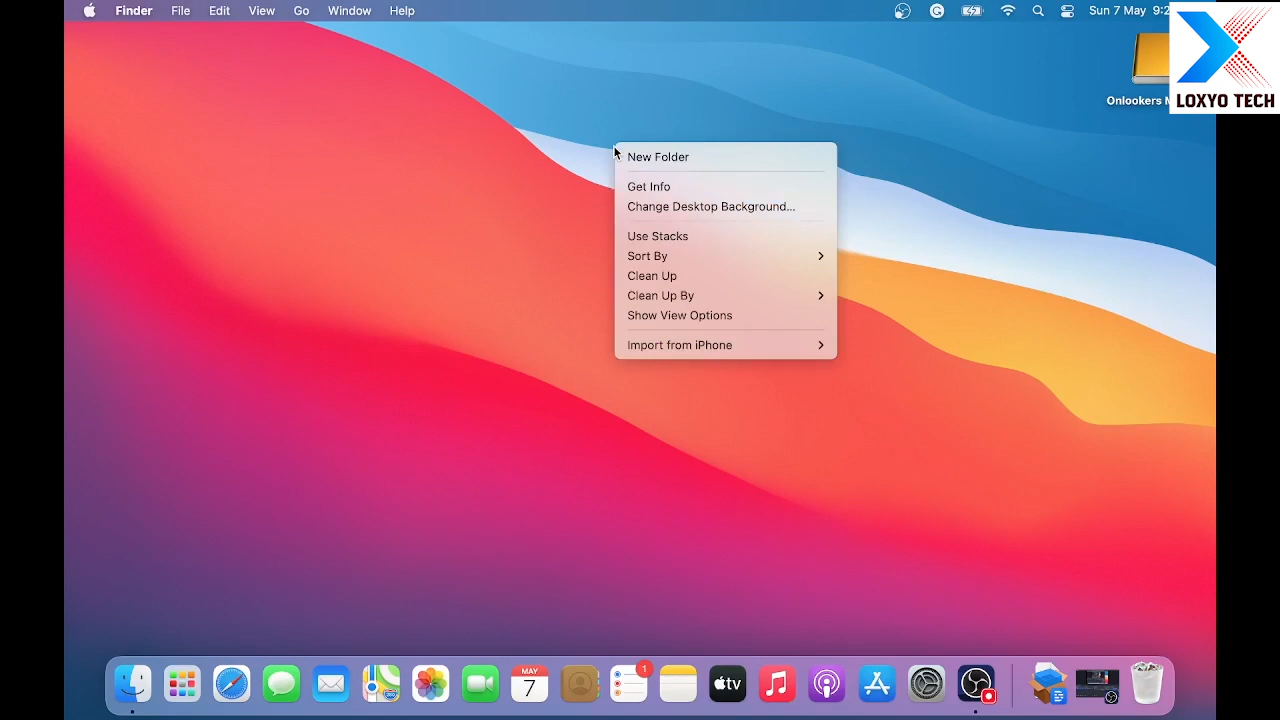 Finder File Edit View Go Window Help Sun 7 May 9:2
Onlookers
LOXYO TECH
New Folder
Get Info
Change Desktop Background...
Use Stacks
Sort By
Clean Up
Clean Up By
Show View Options
Import from iPhone
MAY
7
1
tv